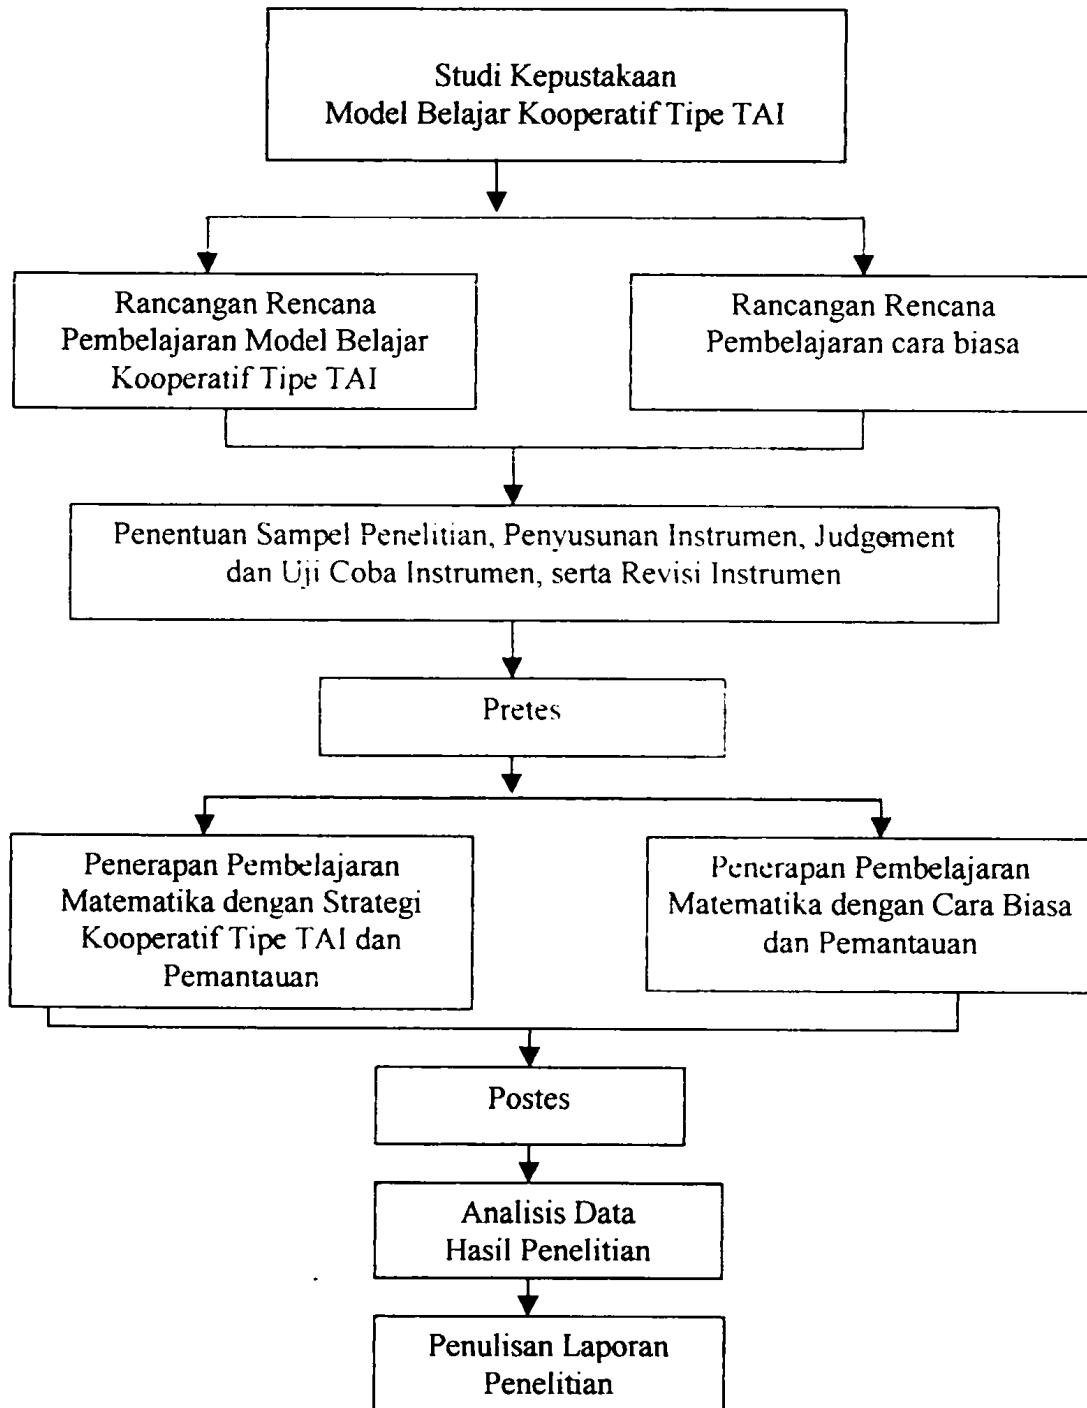 Studi Kepustakaan
Model Belajar Kooperatif Tipe TAI
Rancangan Rencana
Pembelajaran Model Belajar
Kooperatif Tipe TAI
Rancangan Rencana
Pembelajaran cara biasa
Penentuan Sampel Penelitian, Penyusunan Instrumen, Judgement
dan Uji Coba Instrumen, serta Revisi Instrumen
Pretes
Penerapan Pembelajaran
Matematika dengan Strategi
Kooperatif Tipe TAI dan
Pemantauan
Penerapan Pembelajaran
Matematika dengan Cara Biasa
dan Pemantauan
Postes
Analisis Data
Hasil Penelitian
Penulisan Laporan
Penelitian